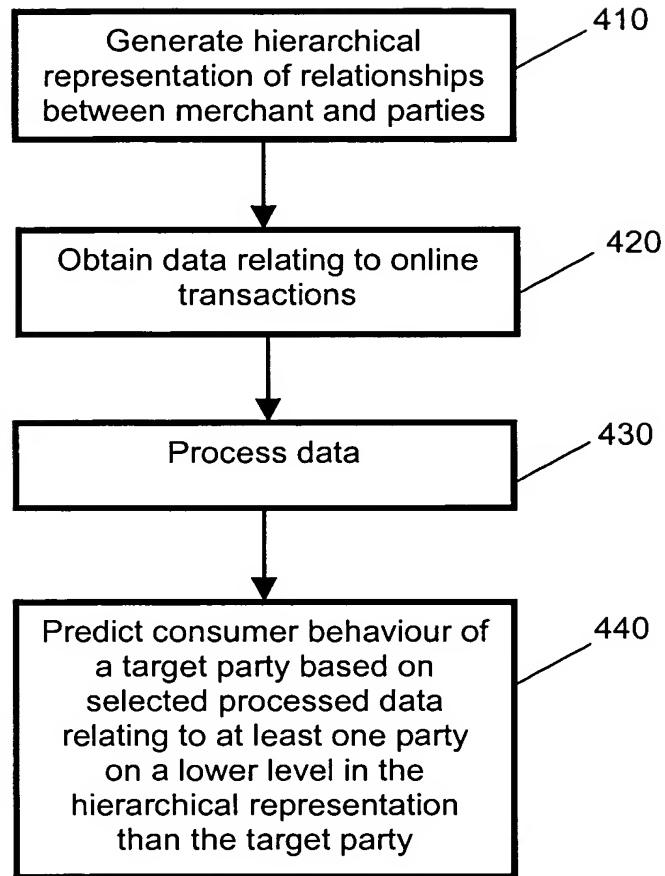 Generate hierarchical
representation of relationships
between merchant and parties
410
Obtain data relating to online
transactions
420
Process data
430
Predict consumer behaviour of
a target party based on
selected processed data
relating to at least one party
on a lower level in the
hierarchical representation
than the target party
440